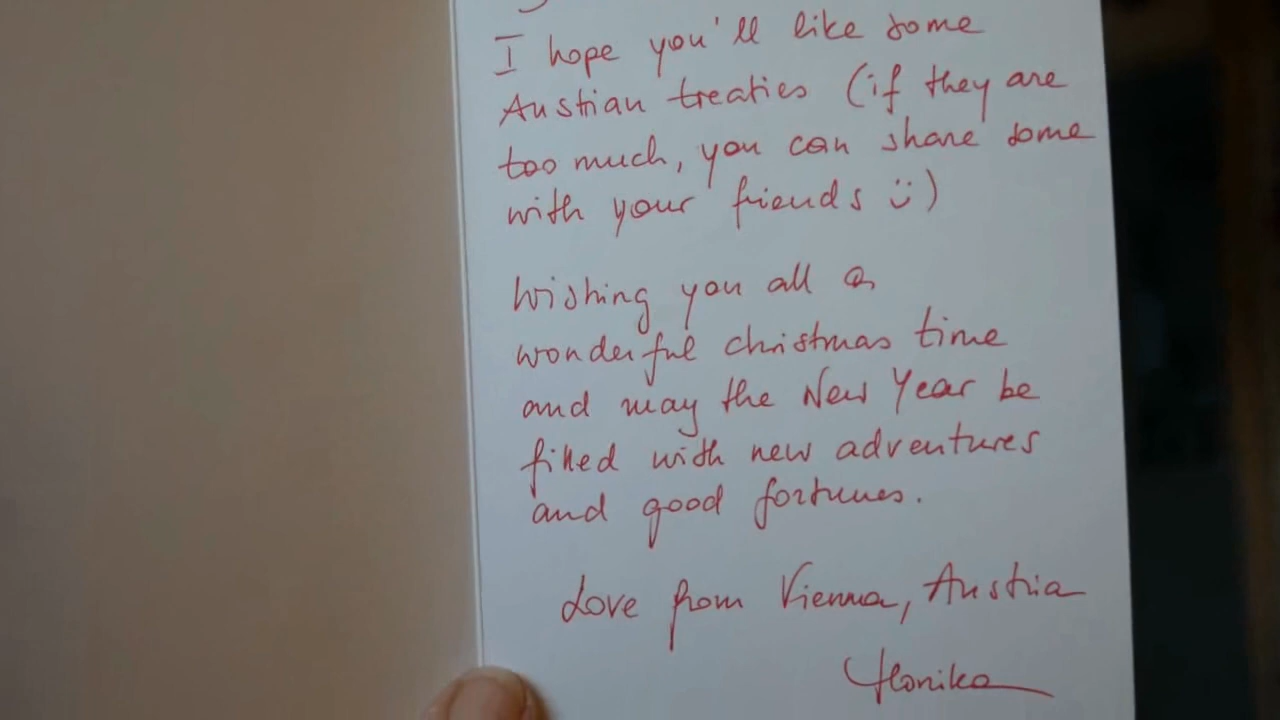 I hope you'll like some
Austrian treaties (if they are
too much, you can share some
with your friends ü)
Wishing you all a
wonderful christmas time
and may the New Year be
filled with new adventures
and good fortunes.
Love from Vienna, Austria